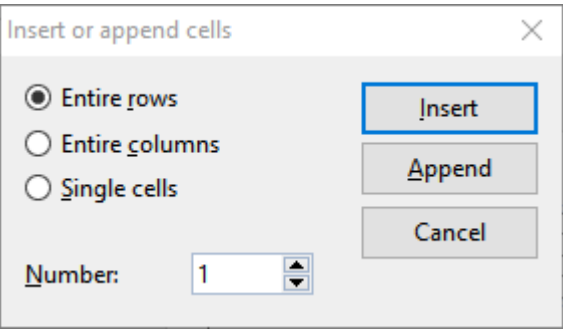 Insert or append cells
Entire rows
Entire columns
Single cells
Number: 1
Insert
Append
Cancel